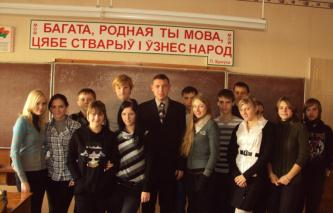 БАГАТА, РОДНАЯ ТЫ МОВА,
ЦЯБЕ СТВАРЫЎ І ЎЗНЕС НАРОД